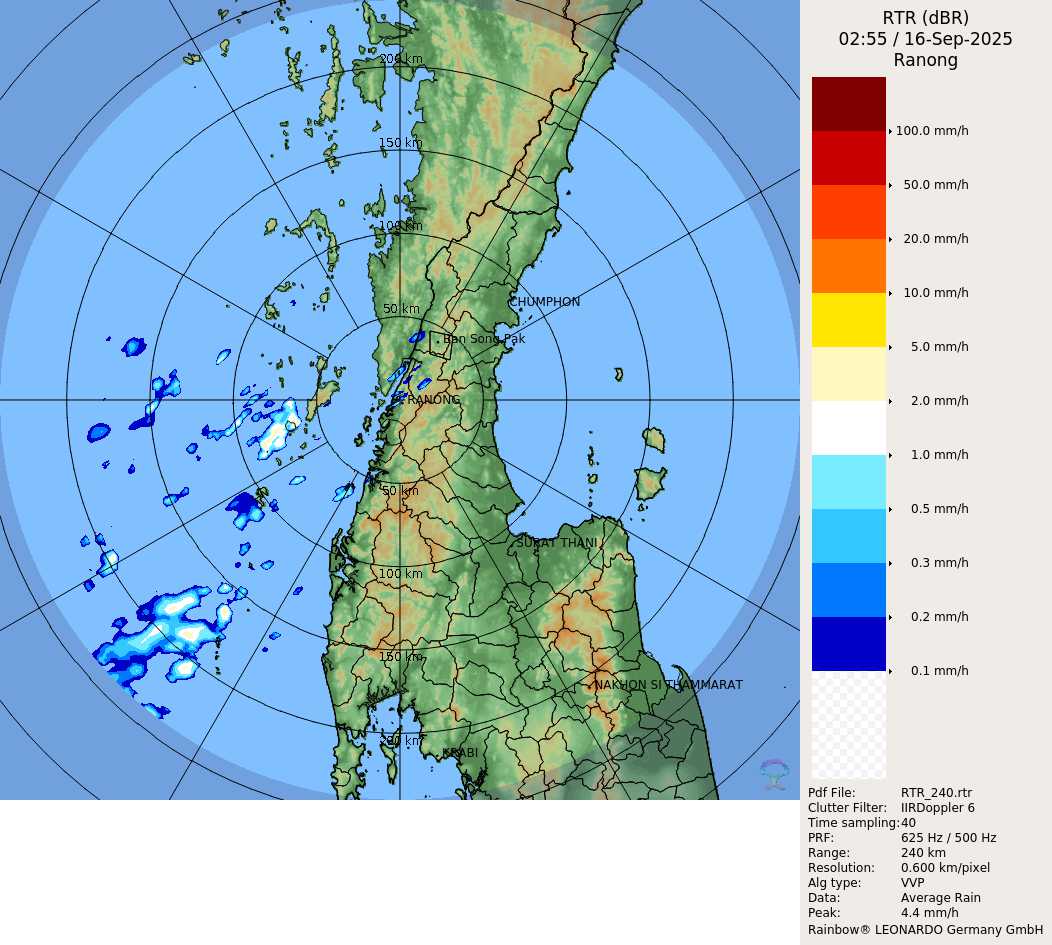 RTR (dBR)
02:55 / 16-Sep-2025
Ranong
200 km
150 km
100 km
50 km
CHUMPHON
Ban Song Pak
RANONG
50 km
SURAT THANI
100 km
150 km
NAKHON SI THAMMARAT
200 km
KRABI
100.0 mm/h
50.0 mm/h
20.0 mm/h
10.0 mm/h
5.0 mm/h
2.0 mm/h
1.0 mm/h
0.5 mm/h
0.3 mm/h
0.2 mm/h
0.1 mm/h
Pdf File: RTR_240.rtr
Clutter Filter: IIRDoppler 6
Time sampling: 40
PRF: 625 Hz / 500 Hz
Range: 240 km
Resolution: 0.600 km/pixel
Alg type: VVP
Data: Average Rain
Peak: 4.4 mm/h
Rainbow® LEONARDO Germany GmbH